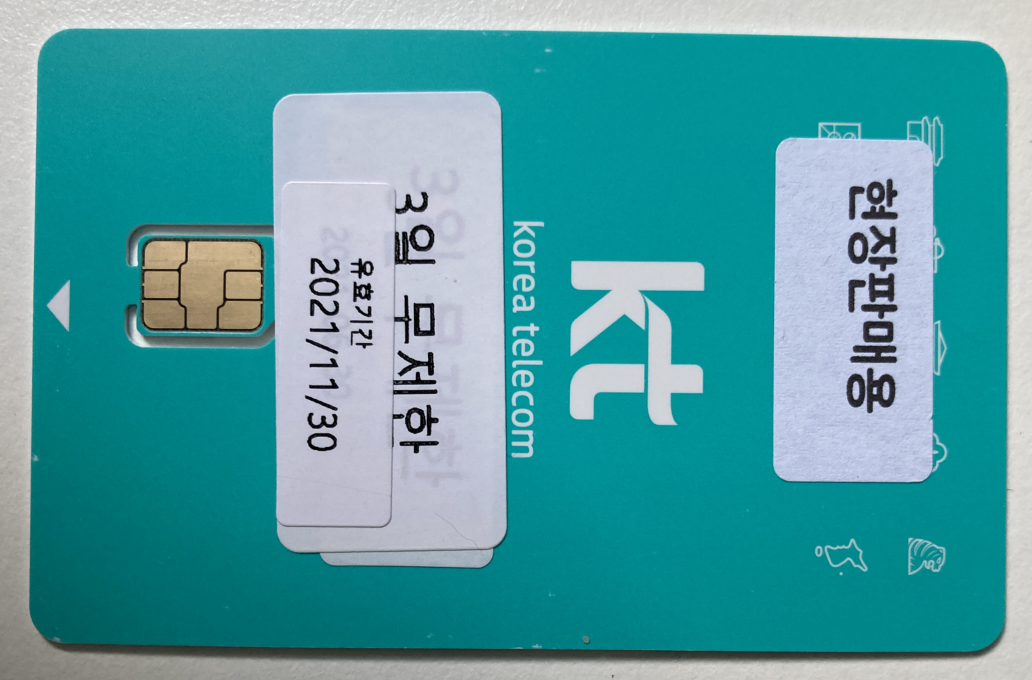 현장판매용
kt
korea telecom
3일 무제한
유효기간
2021/11/30